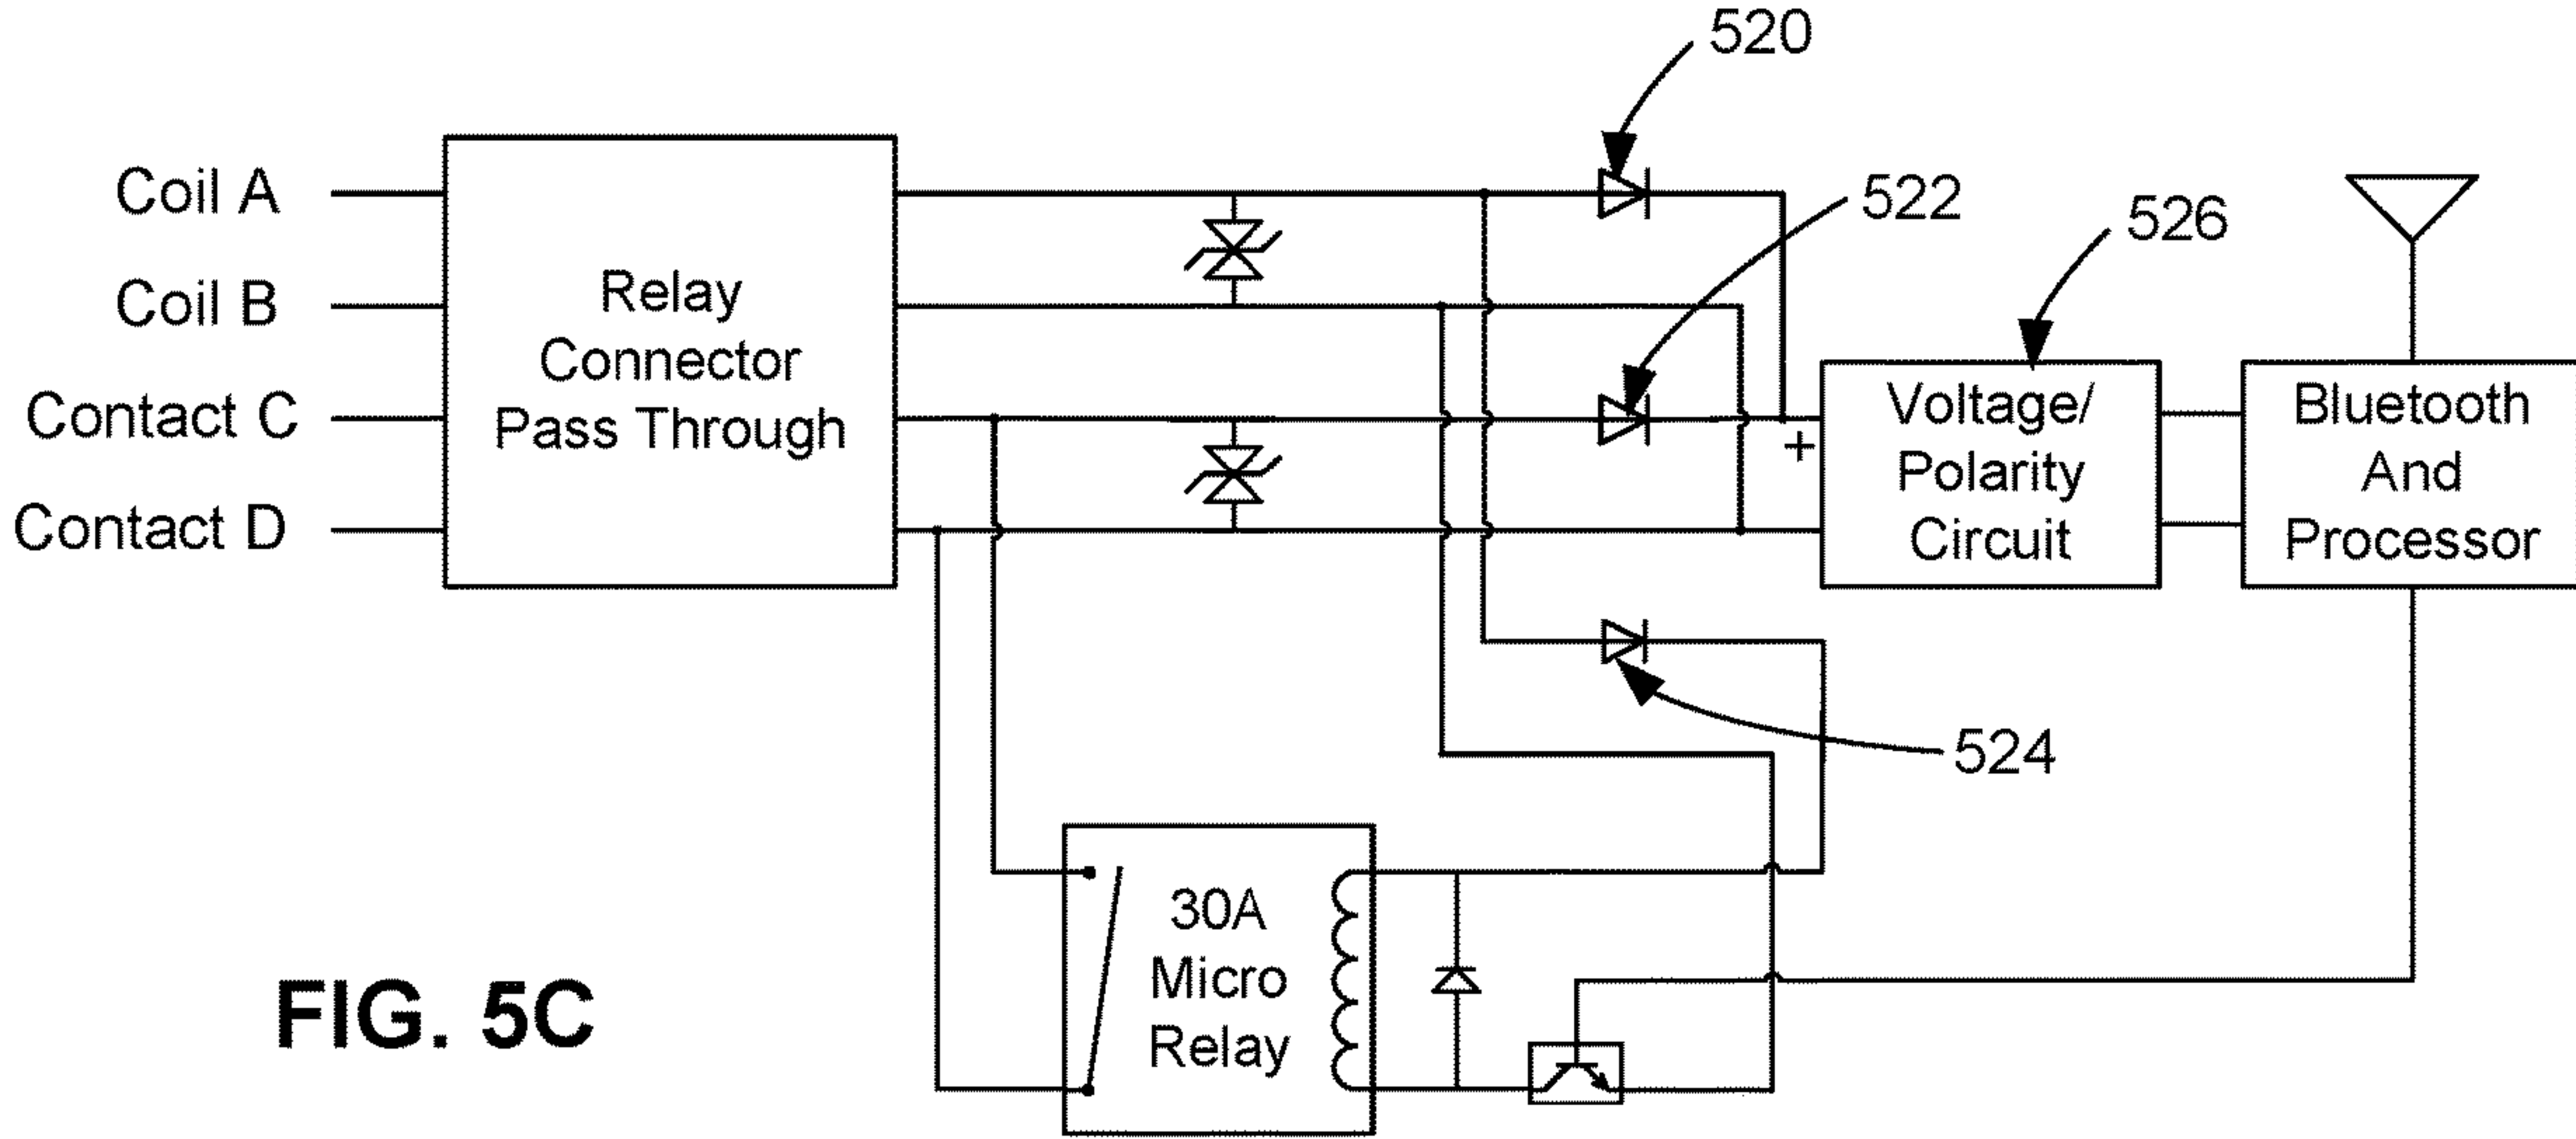 520
522
526
Coil A
Coil B
Contact C
Contact D
Relay
Connector
Pass Through
+
Voltage/
Polarity
Circuit
Bluetooth
And
Processor
524
30A
Micro
Relay
FIG. 5C